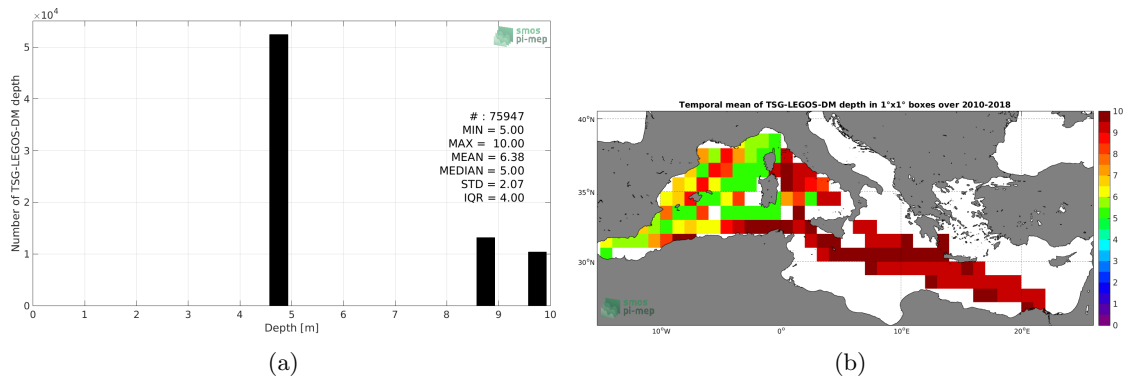 ×10⁴
5
4
3
2
1
0
Number of TSG-LEGOS-DM depth
smos
pi-mep
# : 75947
MIN = 5.00
MAX = 10.00
MEAN = 6.38
MEDIAN = 5.00
STD = 2.07
IQR = 4.00
0 1 2 3 4 5 6 7 8 9 10
Depth [m]
(a)
Temporal mean of TSG-LEGOS-DM depth in 1°x1° boxes over 2010-2018
40°N
35°N
30°N
smos
pi-mep
10°W 0° 10°E 20°E
10
9
8
7
6
5
4
3
2
1
0
(b)